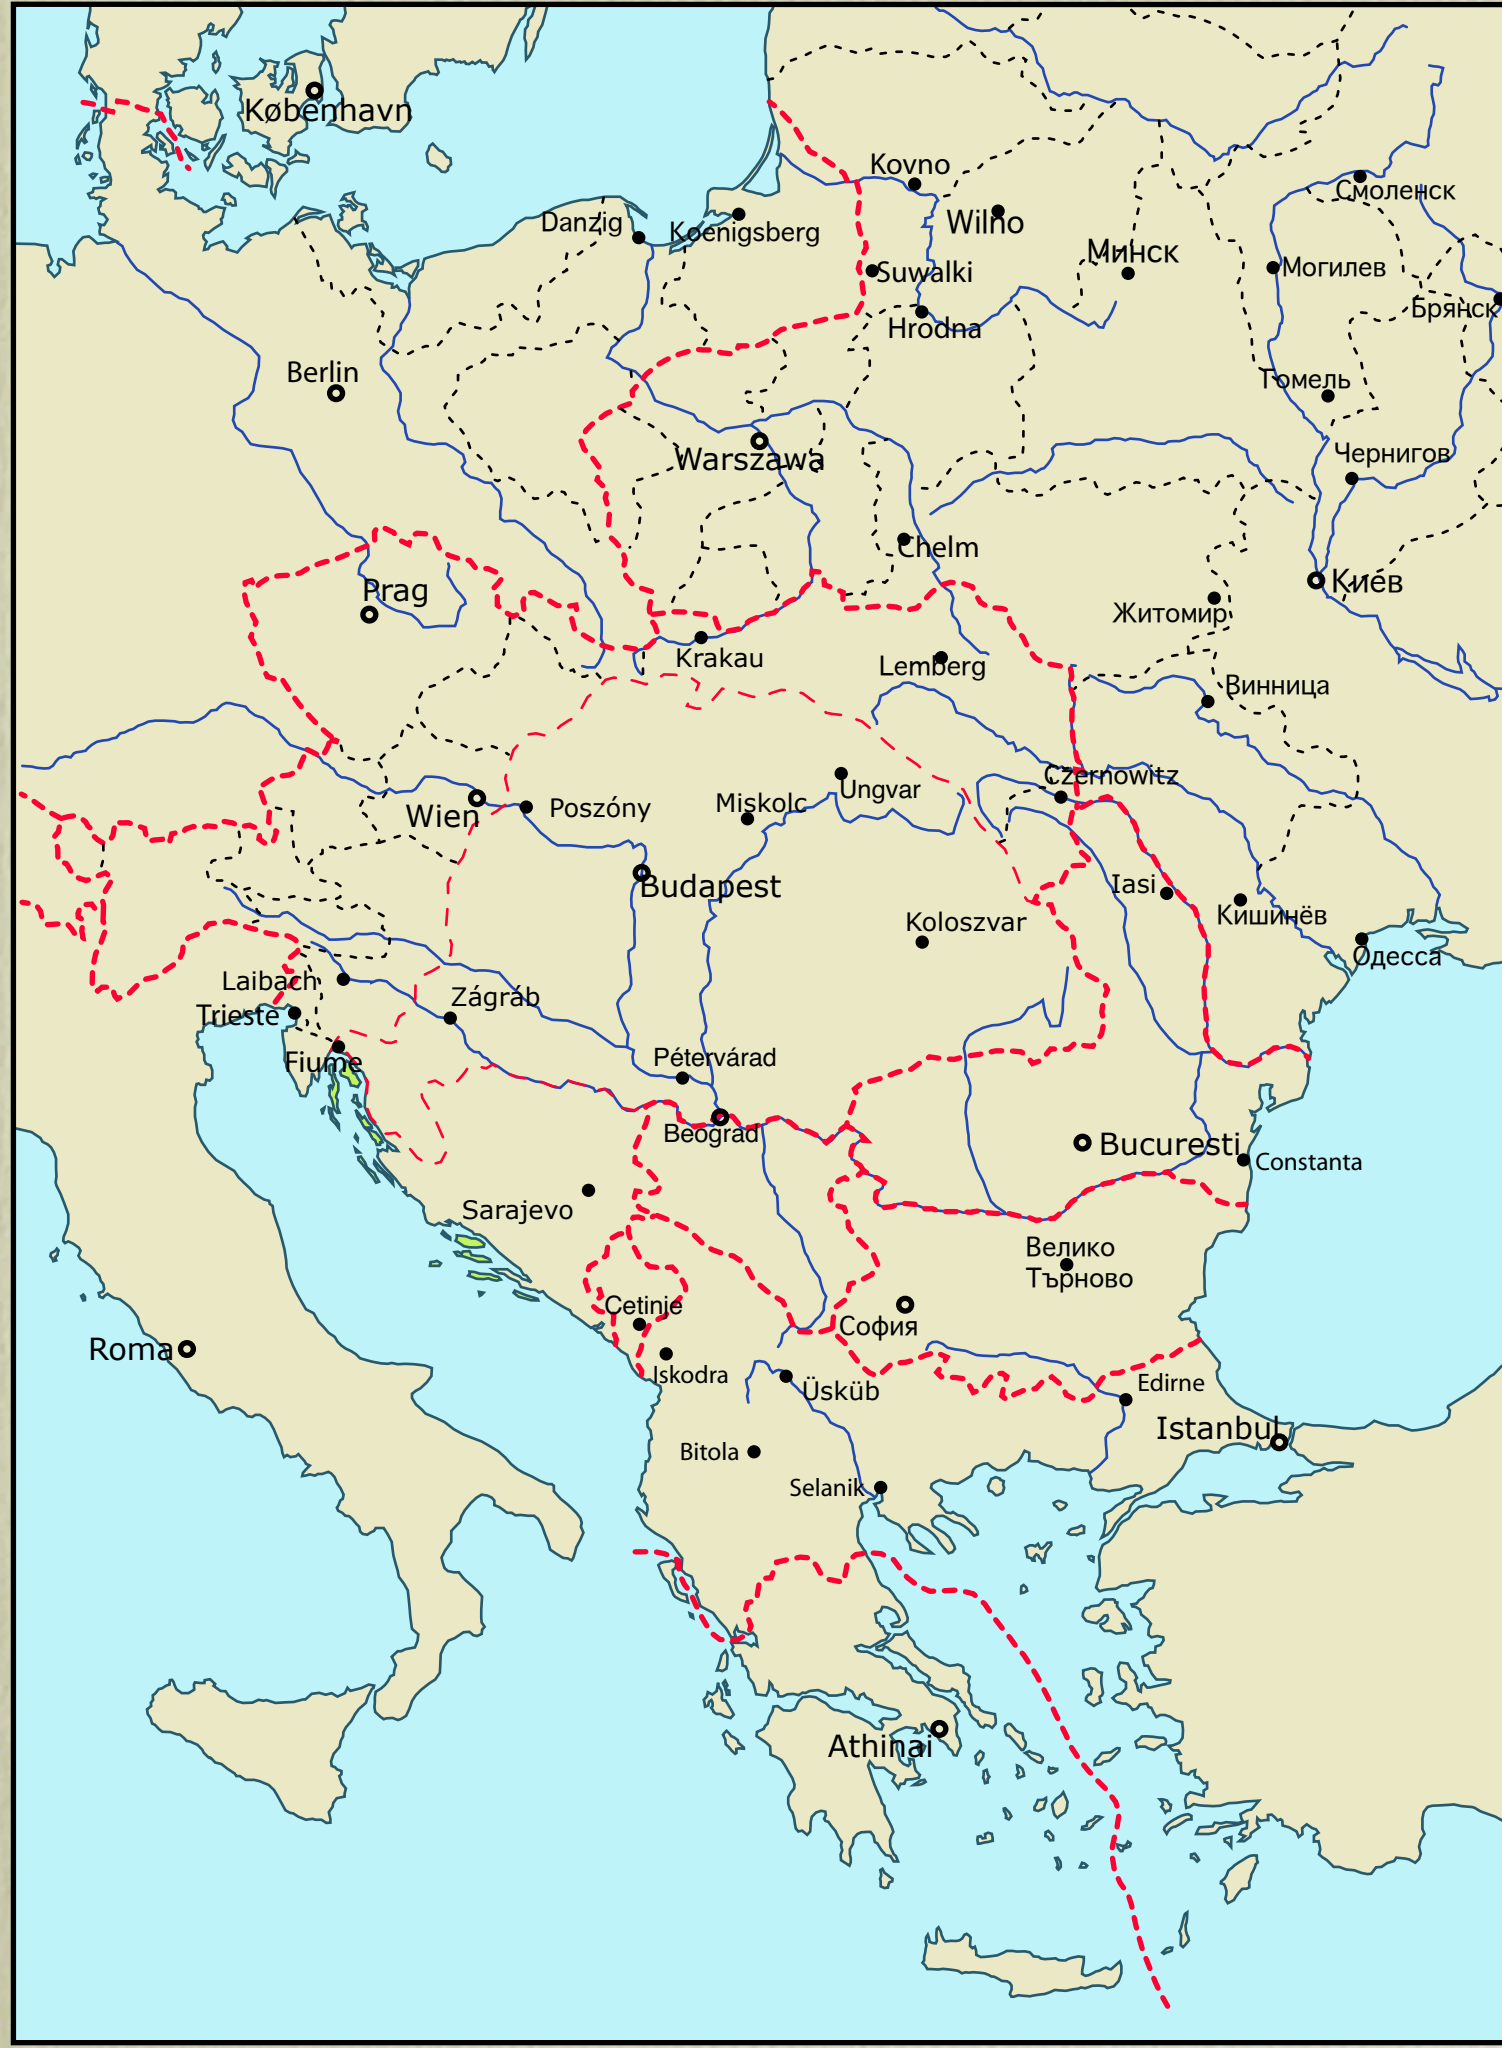 København
Kovno
Смоленск
Wilno
Danzig
Koenigsberg
Минск
Suwalki
Могилев
Брянск
Hrodna
Berlin
Гомель
Warszawa
Чернигов
Chelm
Киев
Prag
Житомир
Krakau
Lemberg
Винница
Czernowitz
Ungvar
Miskolc
Poszóny
Wien
Budapest
Iasi
Кишинёв
Koloszvar
Одесса
Laibach
Zágráb
Trieste
Fiume
Pétervárad
Beograd
Bucuresti
Constanta
Sarajevo
Велико
Търново
Cetinje
София
Roma
Iskodra
Üsküb
Edirne
Istanbul
Bitola
Selanik
Athinai